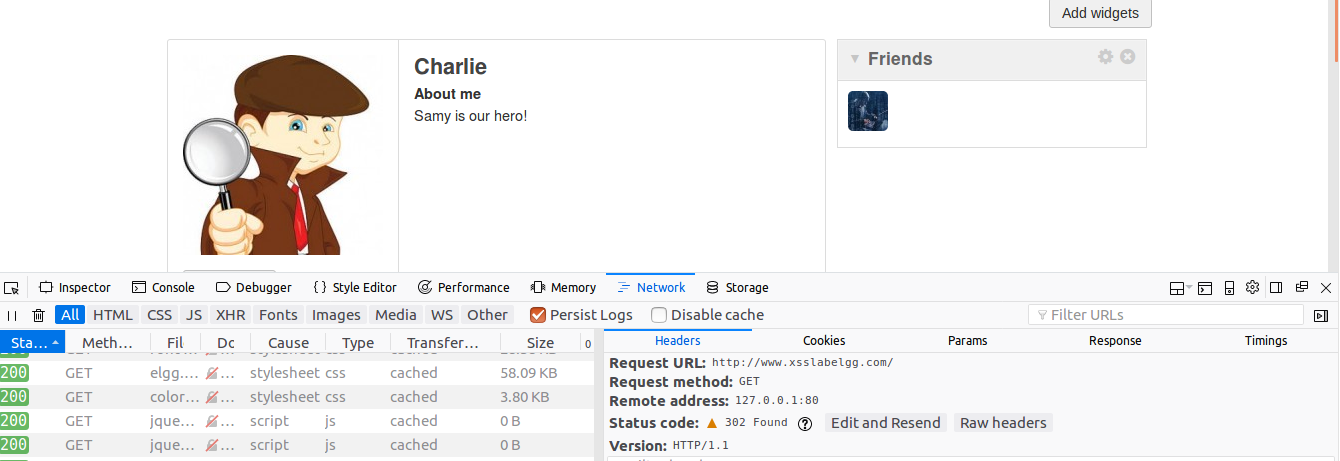 Add widgets
Charlie
About me
Samy is our hero!
Friends
Inspector Console Debugger Style Editor Performance Memory Network Storage
All HTML CSS JS XHR Fonts Images Media WS Other Persist Logs Disable cache Filter URLs
Sta... Meth... Fil Dc Cause Type Transfer... Size 0
200 GET elgg.... ... stylesheet css cached 58.09 KB
200 GET color... ... stylesheet css cached 3.80 KB
200 GET jque... ... script js cached 0 B
200 GET jque... ... script js cached 0 B
Headers Cookies Params Response Timings
Request URL: http://www.xsslabelgg.com/
Request method: GET
Remote address: 127.0.0.1:80
Status code: 302 Found ? Edit and Resend Raw headers
Version: HTTP/1.1